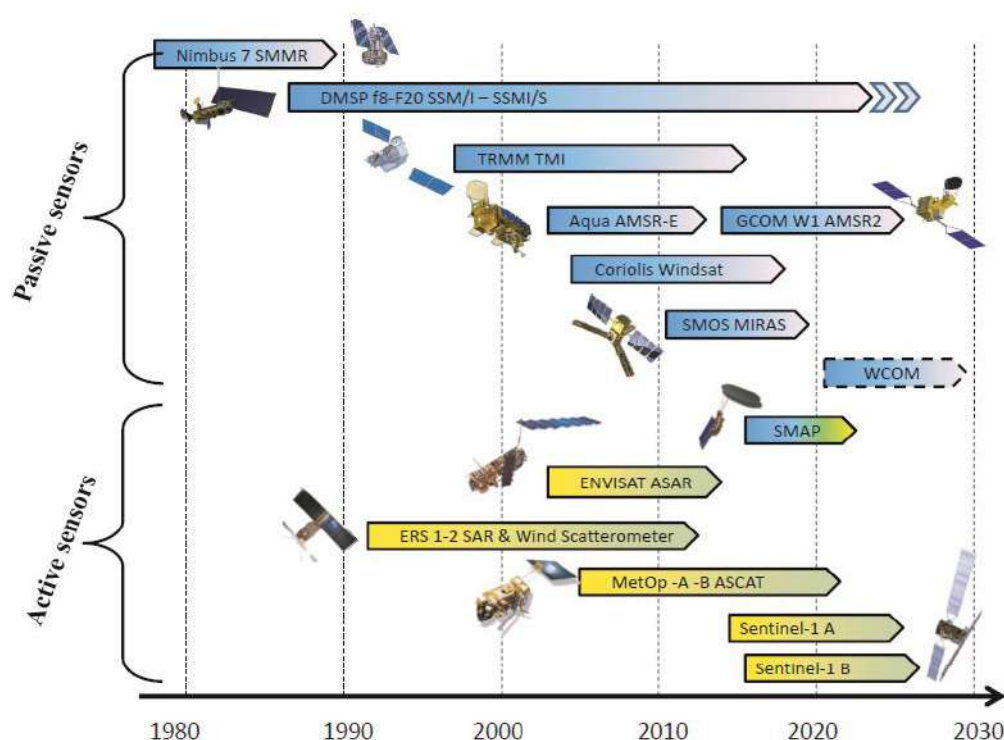 Nimbus 7 SMMR
DMSP f8-F20 SSM/I – SSMI/S
TRMM TMI
Aqua AMSR-E
GCOM W1 AMSR2
Coriolis Windsat
SMOS MIRAS
WCOM
Passive sensors
SMAP
ENVISAT ASAR
ERS 1-2 SAR & Wind Scatterometer
MetOp -A -B ASCAT
Sentinel-1 A
Sentinel-1 B
Active sensors
1980 1990 2000 2010 2020 2030